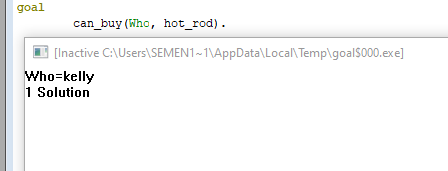 goal
can_buy(Who, hot_rod).
[Inactive C:\Users\SEMEN1~1\AppData\Local\Temp\goal$000.exe]
Who=kelly
1 Solution